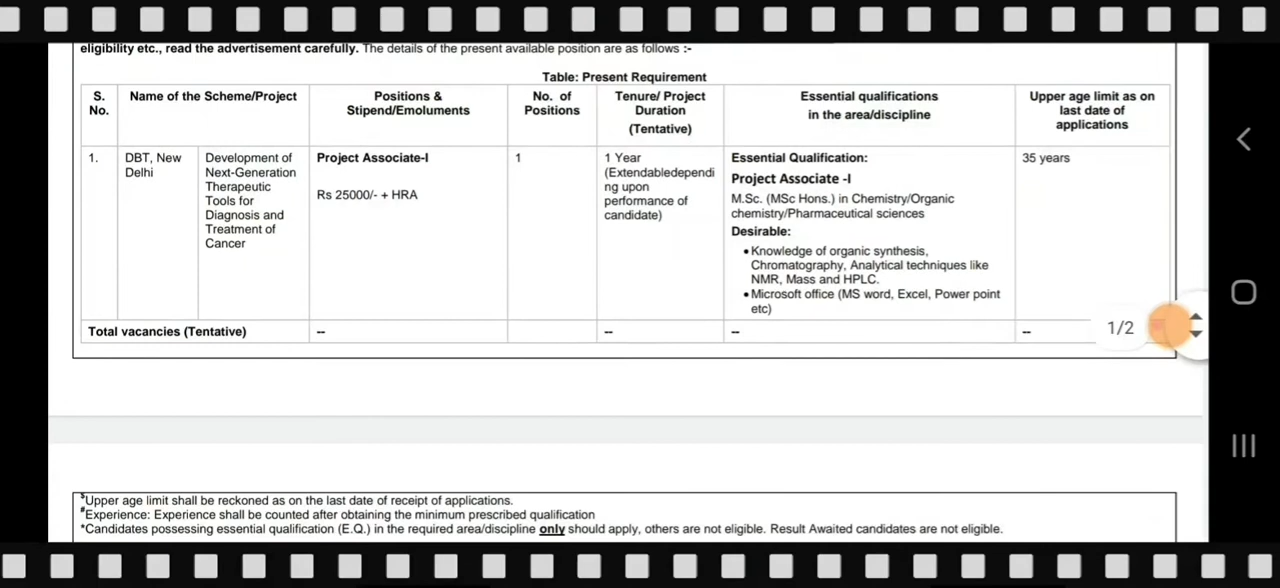 eligibility etc., read the advertisement carefully. The details of the present available position are as follows :-
Table: Present Requirement
S. No.
Name of the Scheme/Project
Positions & Stipend/Emoluments
No. of Positions
Tenure/ Project Duration (Tentative)
Essential qualifications in the area/discipline
Upper age limit as on last date of applications
1.
DBT, New
Delhi
Development of
Next-Generation
Therapeutic
Tools for
Diagnosis and
Treatment of
Cancer
Project Associate-I
Rs 25000/- + HRA
1
1 Year
(Extendabledependi
ng upon
performance of
candidate)
Essential Qualification:
Project Associate -I
M.Sc. (MSc Hons.) in Chemistry/Organic
chemistry/Pharmaceutical sciences
Desirable:
• Knowledge of organic synthesis,
Chromatography, Analytical techniques like
NMR, Mass and HPLC.
• Microsoft office (MS word, Excel, Power point
etc)
35 years
Total vacancies (Tentative)
--
--
--
--
1/2
$Upper age limit shall be reckoned as on the last date of receipt of applications.
#Experience: Experience shall be counted after obtaining the minimum prescribed qualification
*Candidates possessing essential qualification (E.Q.) in the required area/discipline only should apply, others are not eligible. Result Awaited candidates are not eligible.